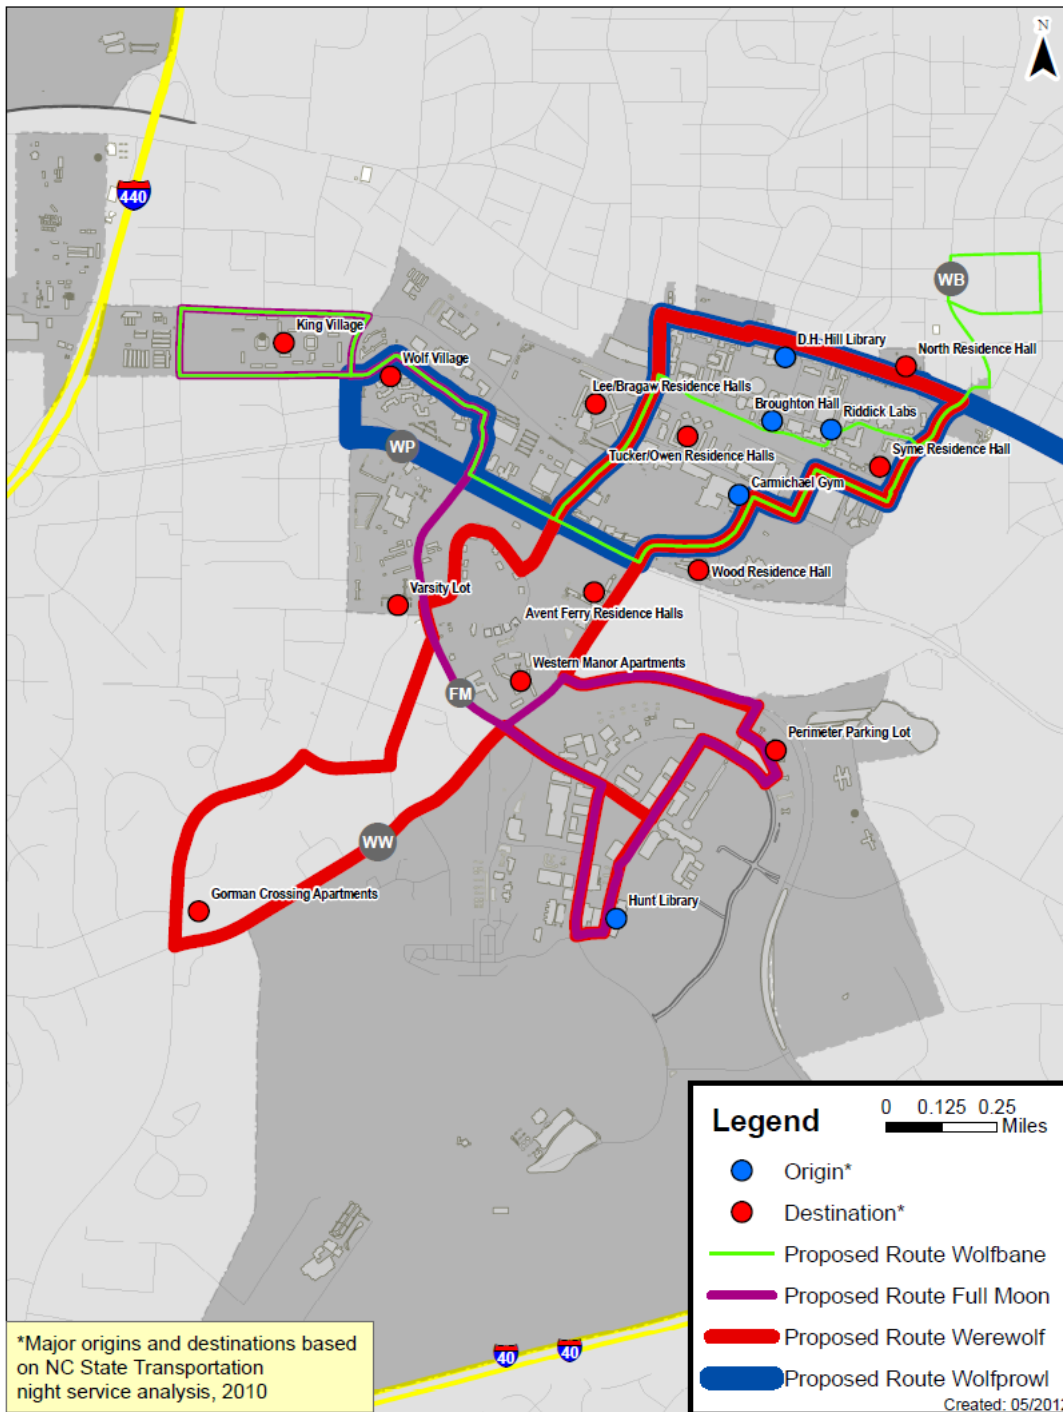 N
440
WB
King Village
D.H. Hill Library
North Residence Hall
Wolf Village
Lee/Bragaw Residence Halls
Broughton Hall
Riddick Labs
WP
Tucker/Owen Residence Halls
Syme Residence Hall
Carmichael Gym
Wood Residence Hall
Varsity Lot
Avent Ferry Residence Halls
Western Manor Apartments
FM
Perimeter Parking Lot
WW
Gorman Crossing Apartments
Hunt Library
Legend
0 0.125 0.25
Miles
Origin*
Destination*
Proposed Route Wolfbane
Proposed Route Full Moon
Proposed Route Werewolf
Proposed Route Wolfprowl
Created: 05/2013
*Major origins and destinations based
on NC State Transportation
night service analysis, 2010
40
40